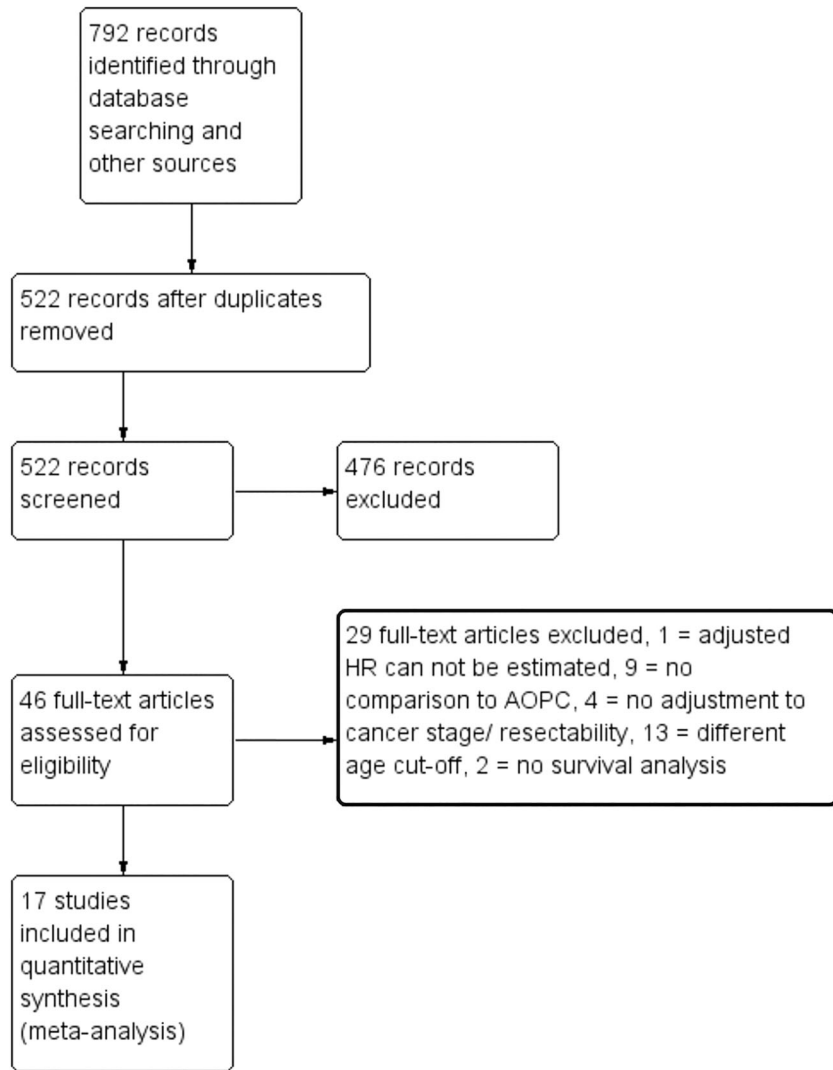 792 records
identified through
database
searching and
other sources
522 records after duplicates
removed
522 records
screened
476 records
excluded
46 full-text articles
assessed for
eligibility
29 full-text articles excluded, 1 = adjusted
HR can not be estimated, 9 = no
comparison to AOPC, 4 = no adjustment to
cancer stage/ resectability, 13 = different
age cut-off, 2 = no survival analysis
17 studies
included in
quantitative
synthesis
(meta-analysis)